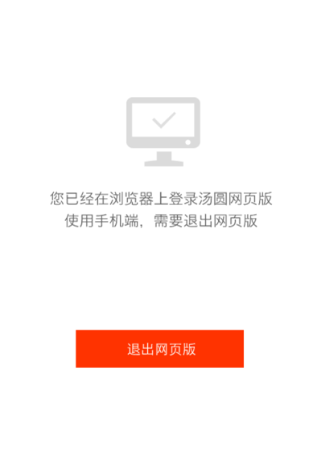 您已经在浏览器上登录汤圆网页版
使用手机端，需要退出网页版
退出网页版